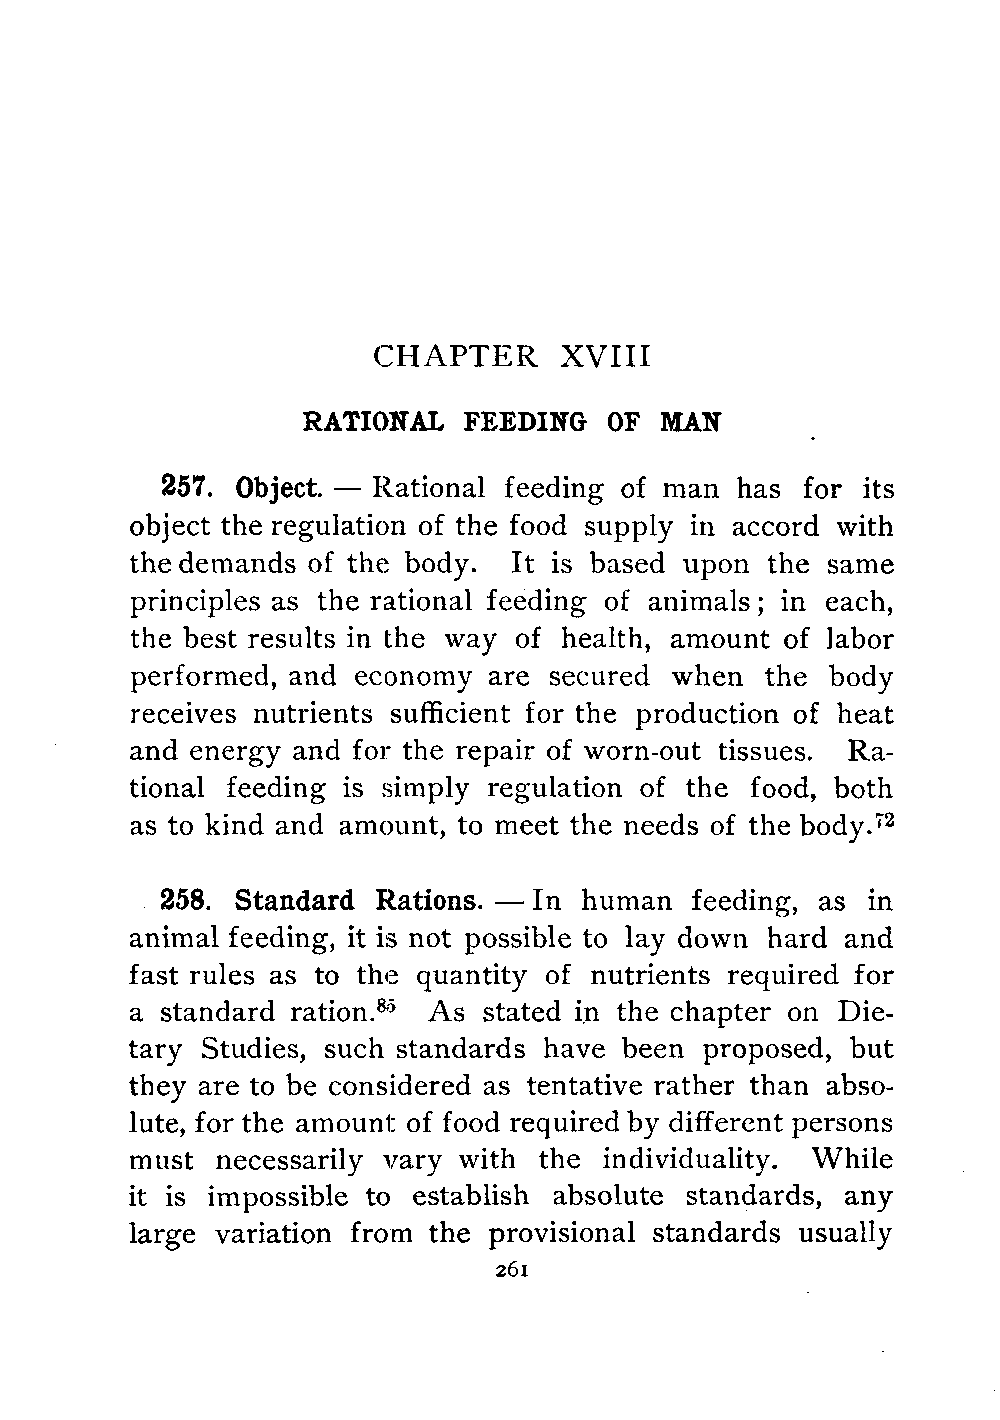 CHAPTER XVIII
RATIONAL FEEDING OF MAN
257. Object. — Rational feeding of man has for its
object the regulation of the food supply in accord with
the demands of the body. It is based upon the same
principles as the rational feeding of animals; in each,
the best results in the way of health, amount of labor
performed, and economy are secured when the body
receives nutrients sufficient for the production of heat
and energy and for the repair of worn-out tissues. Ra-
tional feeding is simply regulation of the food, both
as to kind and amount, to meet the needs of the body.⁷²
258. Standard Rations. — In human feeding, as in
animal feeding, it is not possible to lay down hard and
fast rules as to the quantity of nutrients required for
a standard ration.⁸⁵ As stated in the chapter on Die-
tary Studies, such standards have been proposed, but
they are to be considered as tentative rather than abso-
lute, for the amount of food required by different persons
must necessarily vary with the individuality. While
it is impossible to establish absolute standards, any
large variation from the provisional standards usually
261